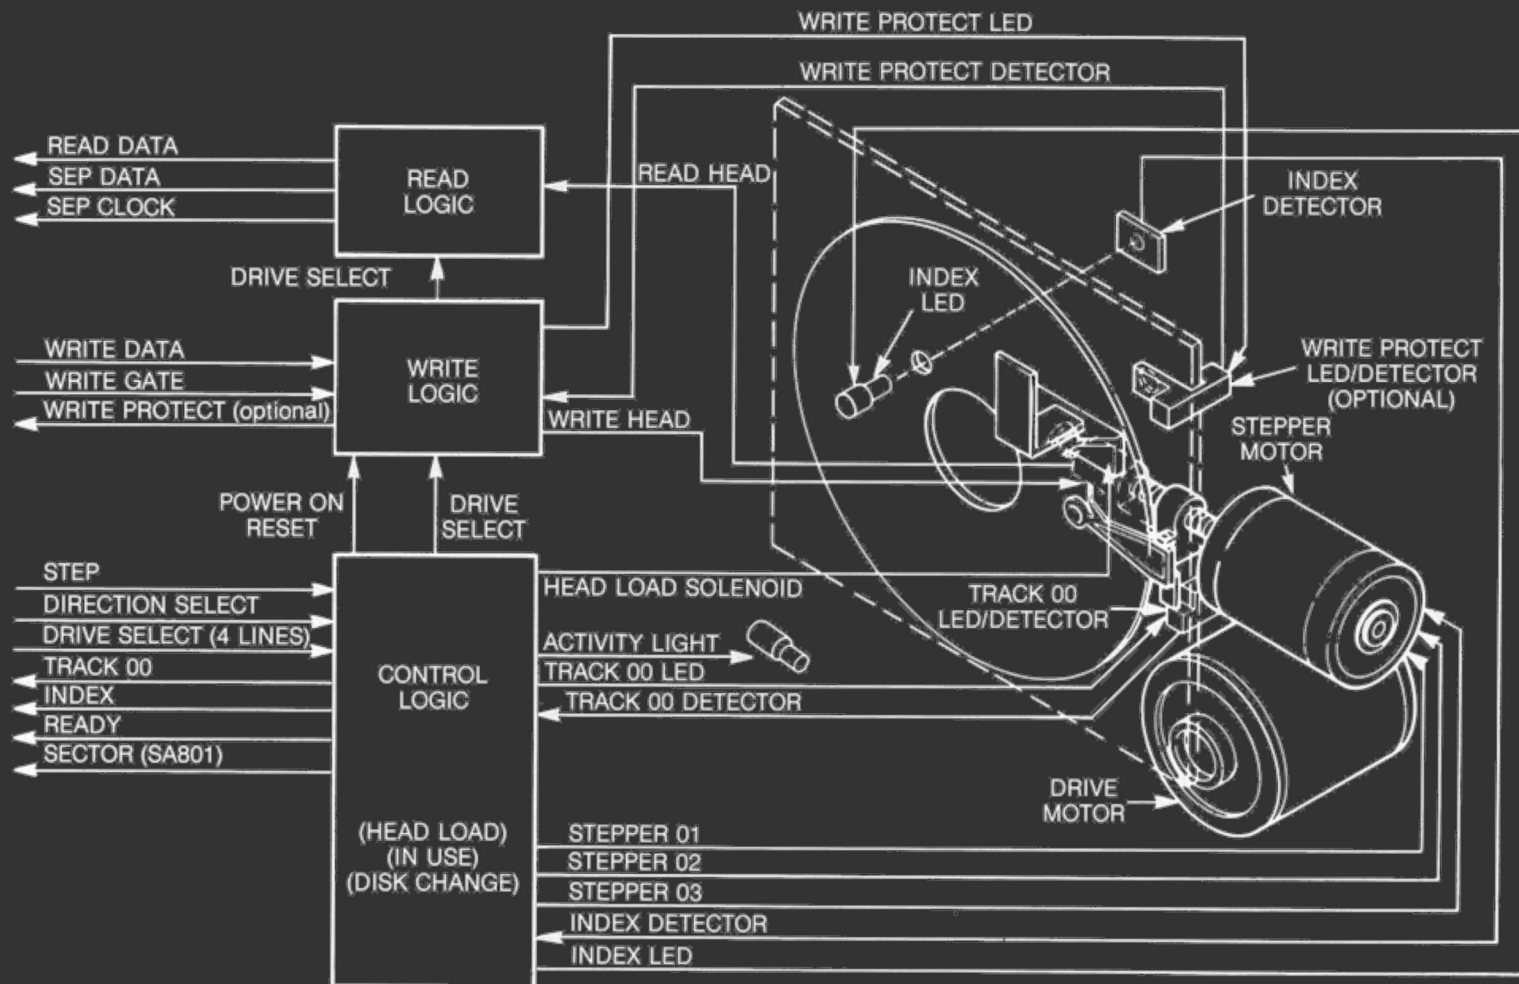 WRITE PROTECT LED
WRITE PROTECT DETECTOR
READ DATA
SEP DATA
SEP CLOCK
READ
LOGIC
READ HEAD
INDEX
DETECTOR
DRIVE SELECT
INDEX
LED
WRITE DATA
WRITE GATE
WRITE PROTECT (optional)
WRITE
LOGIC
WRITE HEAD
WRITE PROTECT
LED/DETECTOR
(OPTIONAL)
STEPPER
MOTOR
POWER ON
RESET
DRIVE
SELECT
STEP
DIRECTION SELECT
DRIVE SELECT (4 LINES)
TRACK 00
INDEX
READY
SECTOR (SA801)
CONTROL
LOGIC
(HEAD LOAD)
(IN USE)
(DISK CHANGE)
HEAD LOAD SOLENOID
ACTIVITY LIGHT
TRACK 00 LED
TRACK 00 DETECTOR
TRACK 00
LED/DETECTOR
DRIVE
MOTOR
STEPPER 01
STEPPER 02
STEPPER 03
INDEX DETECTOR
INDEX LED